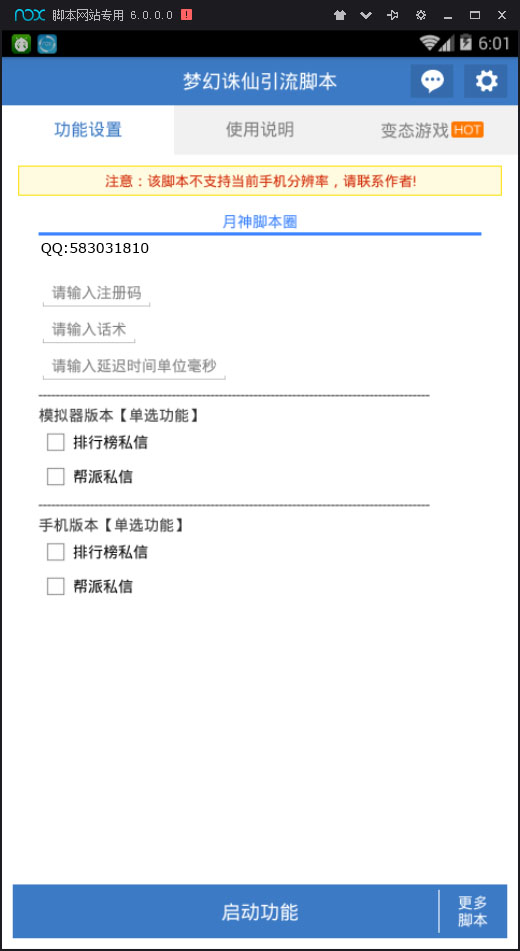 nox 脚本网站专用 6.0.0.0
6:01
梦幻诛仙引流脚本
功能设置 使用说明 变态游戏 HOT
注意：该脚本不支持当前手机分辨率，请联系作者!
月神脚本圈
QQ:583031810
请输入注册码
请输入话术
请输入延迟时间单位毫秒
模拟器版本【单选功能】
排行榜私信
帮派私信
手机版本【单选功能】
排行榜私信
帮派私信
启动功能 更多
脚本